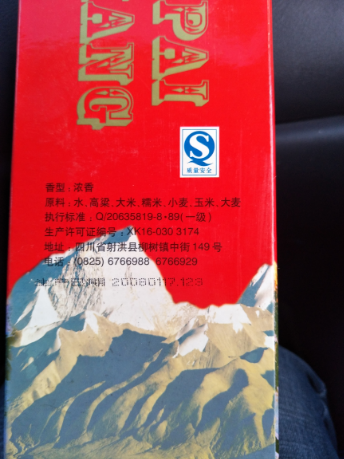 PAI
ANG
质量安全
香型:浓香
原料:水、高粱、大米、糯米、小麦、玉米、大麦
执行标准:Q/20635819-8•89(一级)
生产许可证编号:XK16-030 3174
地址:四川省射洪县柳树镇中街149号
电话:(0825) 6766988 6766929
20080117.123